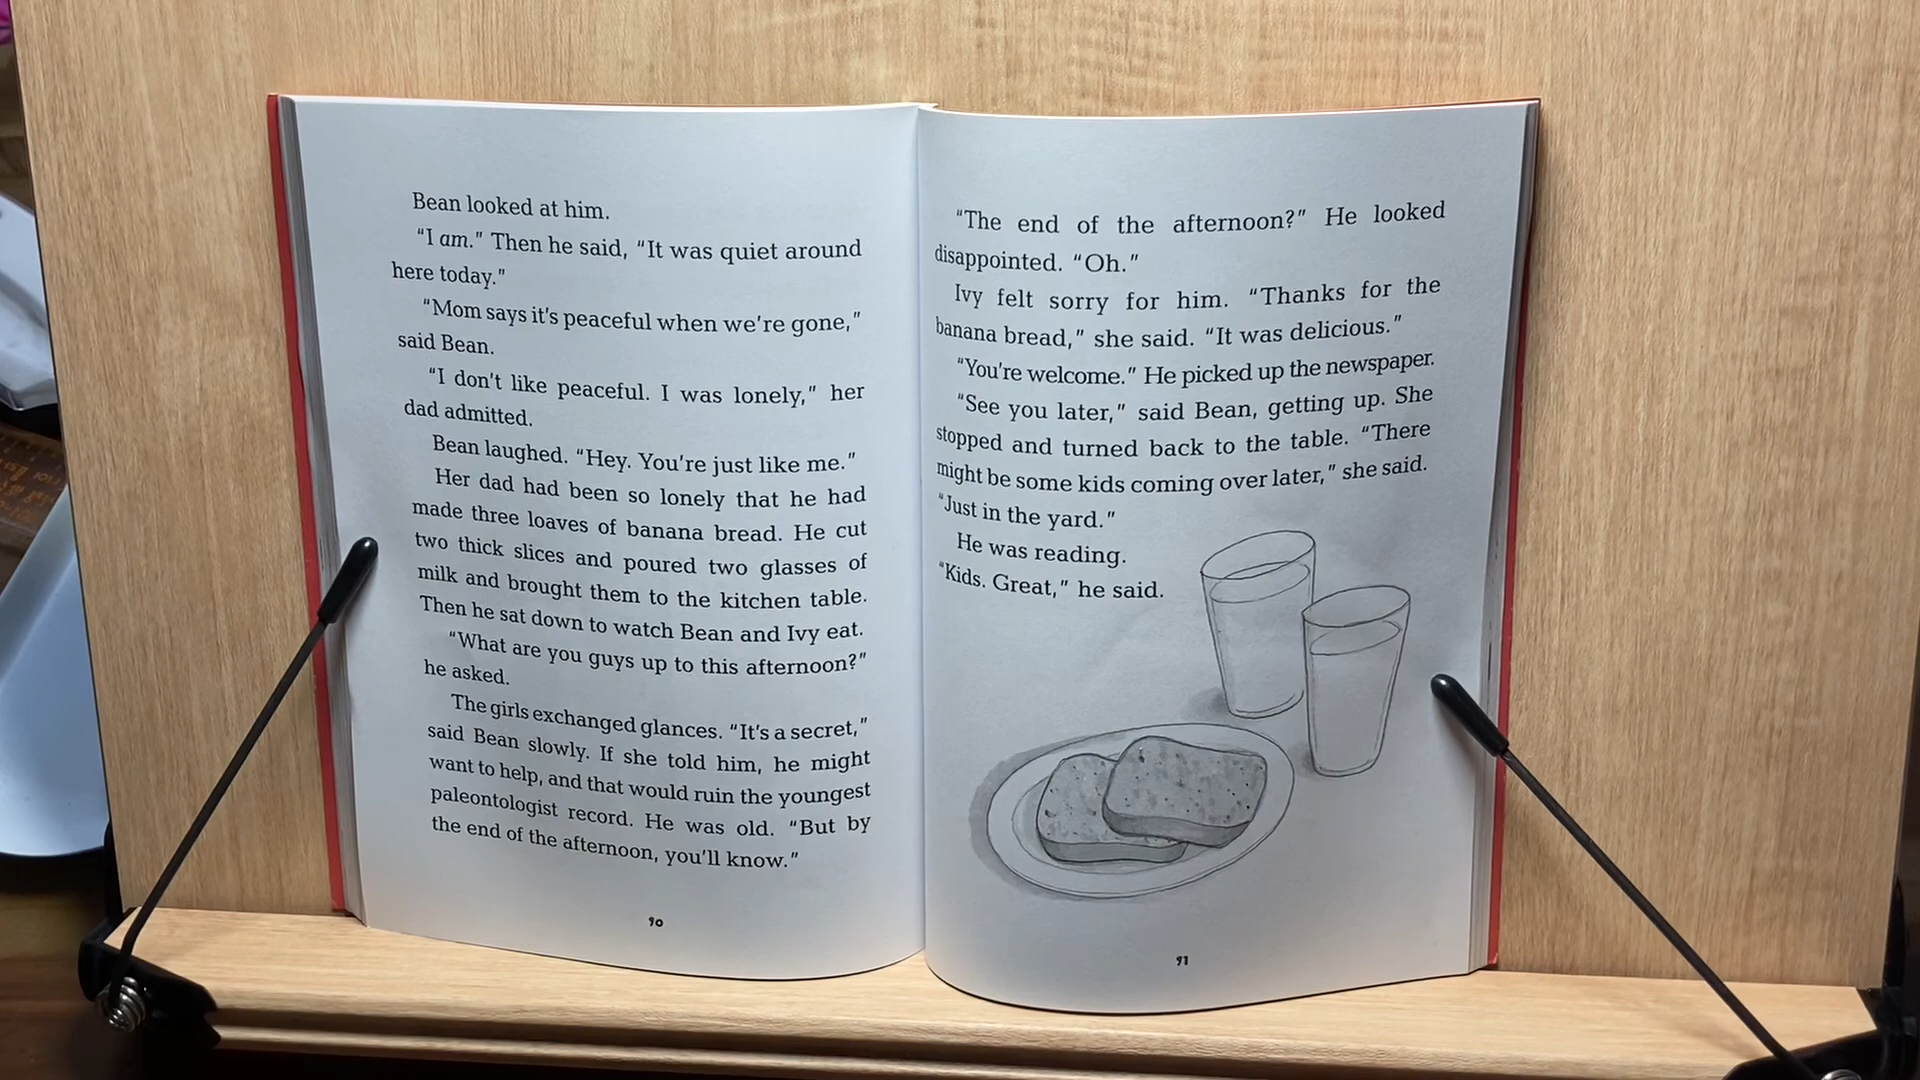 Bean looked at him.
“I am.” Then he said, “It was quiet around
here today.”
“Mom says it's peaceful when we're gone,”
said Bean.
“I don't like peaceful. I was lonely,” her
dad admitted.
Bean laughed. “Hey. You're just like me.”
Her dad had been so lonely that he had
made three loaves of banana bread. He cut
two thick slices and poured two glasses of
milk and brought them to the kitchen table.
Then he sat down to watch Bean and Ivy eat.
“What are you guys up to this afternoon?”
he asked.
The girls exchanged glances. “It's a secret,”
said Bean slowly. If she told him, he might
want to help, and that would ruin the youngest
paleontologist record. He was old. “But by
the end of the afternoon, you'll know.”
90
“The end of the afternoon?” He looked
disappointed. “Oh.”
Ivy felt sorry for him. “Thanks for the
banana bread,” she said. “It was delicious.”
“You're welcome.” He picked up the newspaper.
“See you later,” said Bean, getting up. She
stopped and turned back to the table. “There
might be some kids coming over later,” she said.
“Just in the yard.”
He was reading.
“Kids. Great,” he said.
91